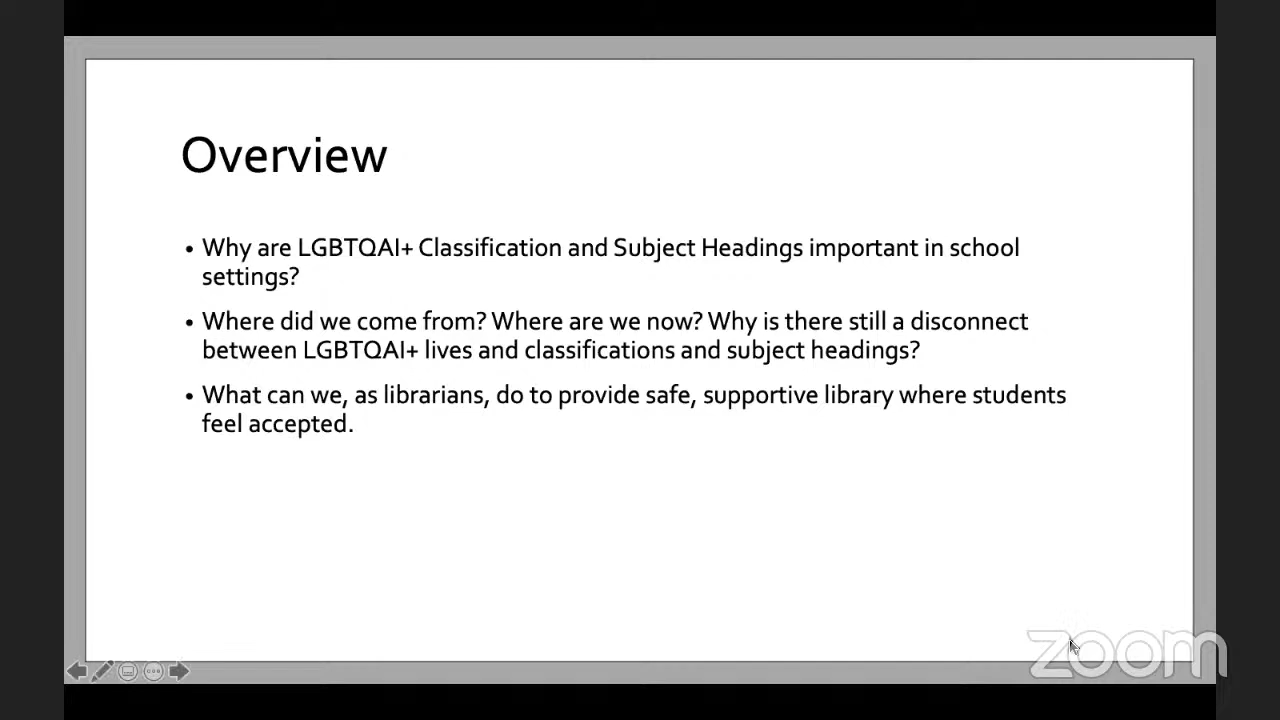 Overview
• Why are LGBTQAI+ Classification and Subject Headings important in school
settings?
• Where did we come from? Where are we now? Why is there still a disconnect
between LGBTQAI+ lives and classifications and subject headings?
• What can we, as librarians, do to provide safe, supportive library where students
feel accepted.
zoom